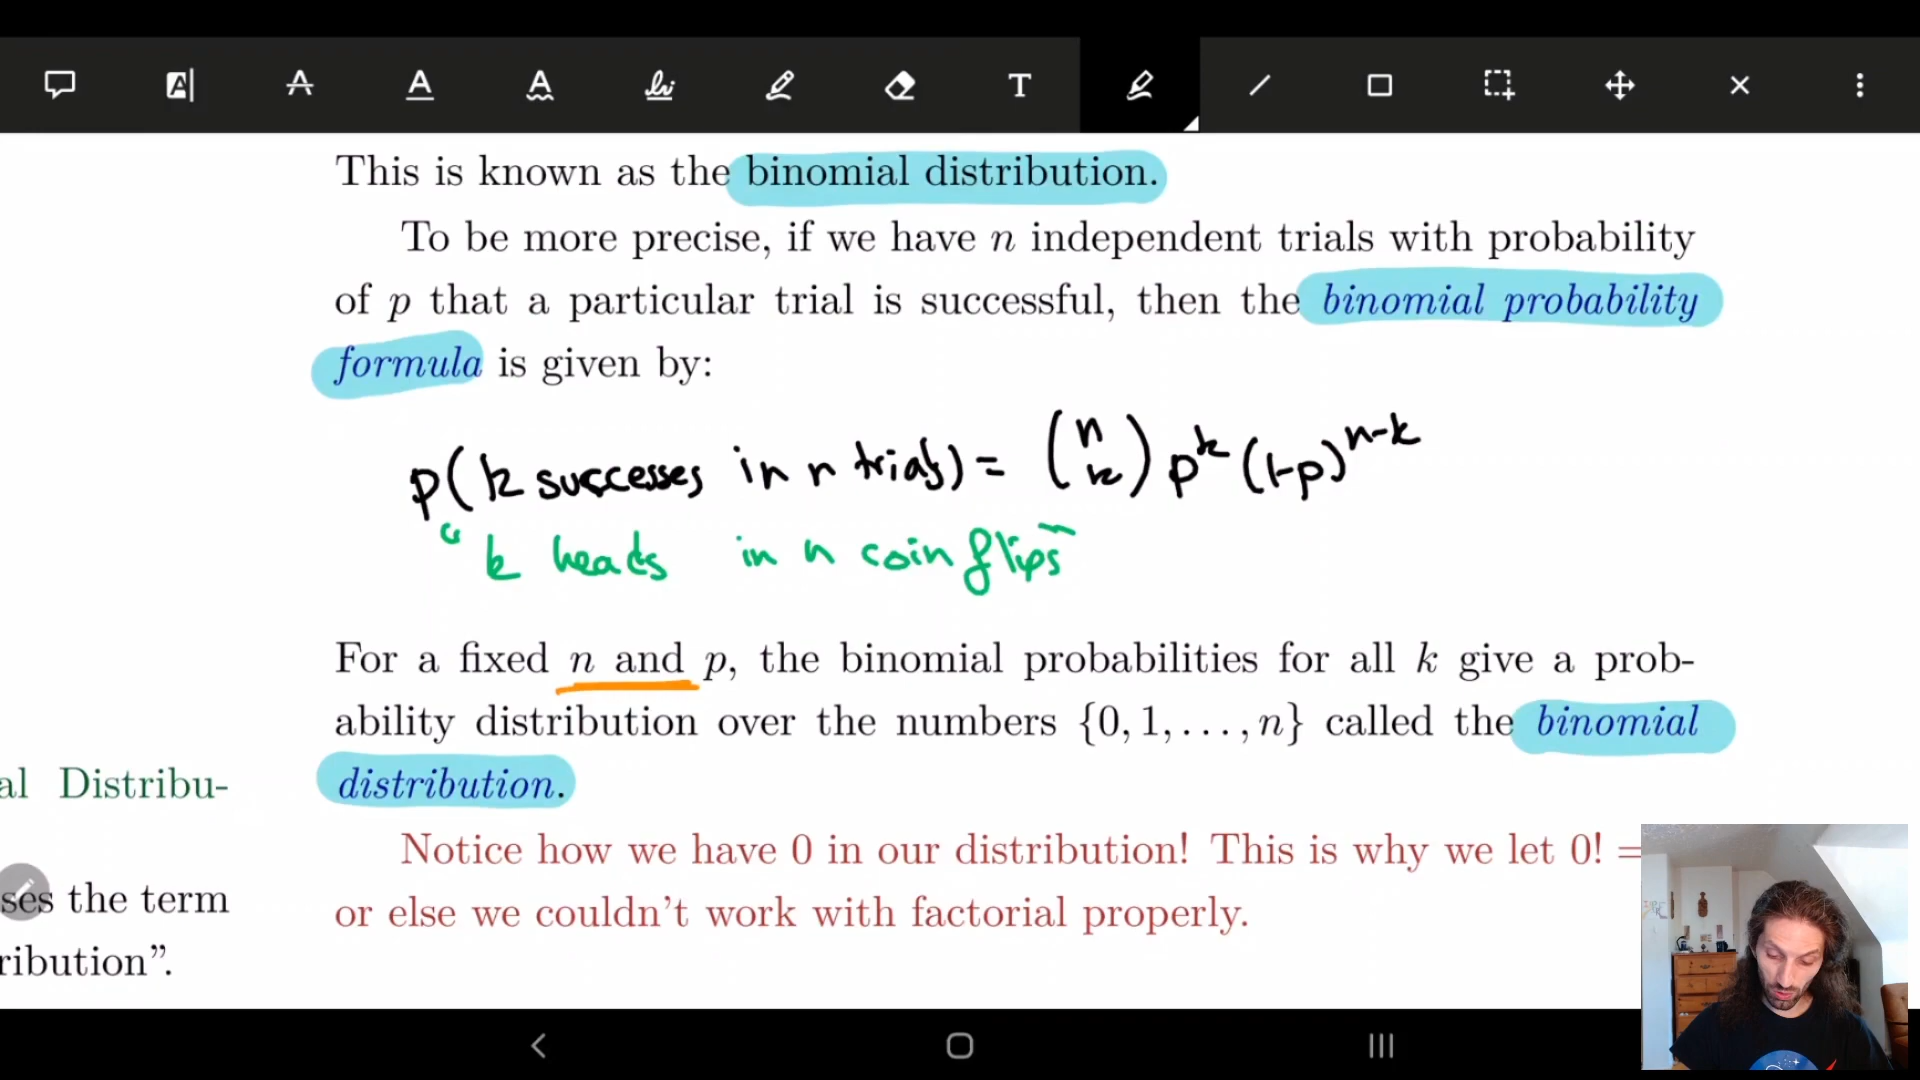 This is known as the binomial distribution.
To be more precise, if we have n independent trials with probability
of p that a particular trial is successful, then the binomial probability
formula is given by:
p(k successes in n trials) = (n k) p^k (1-p)^{n-k}
“k heads in n coin flips”
For a fixed n and p, the binomial probabilities for all k give a prob-
ability distribution over the numbers {0, 1, . . . , n} called the binomial
distribution.
al Distribu-
Notice how we have 0 in our distribution! This is why we let 0! =
or else we couldn't work with factorial properly.
ses the term
ribution”.